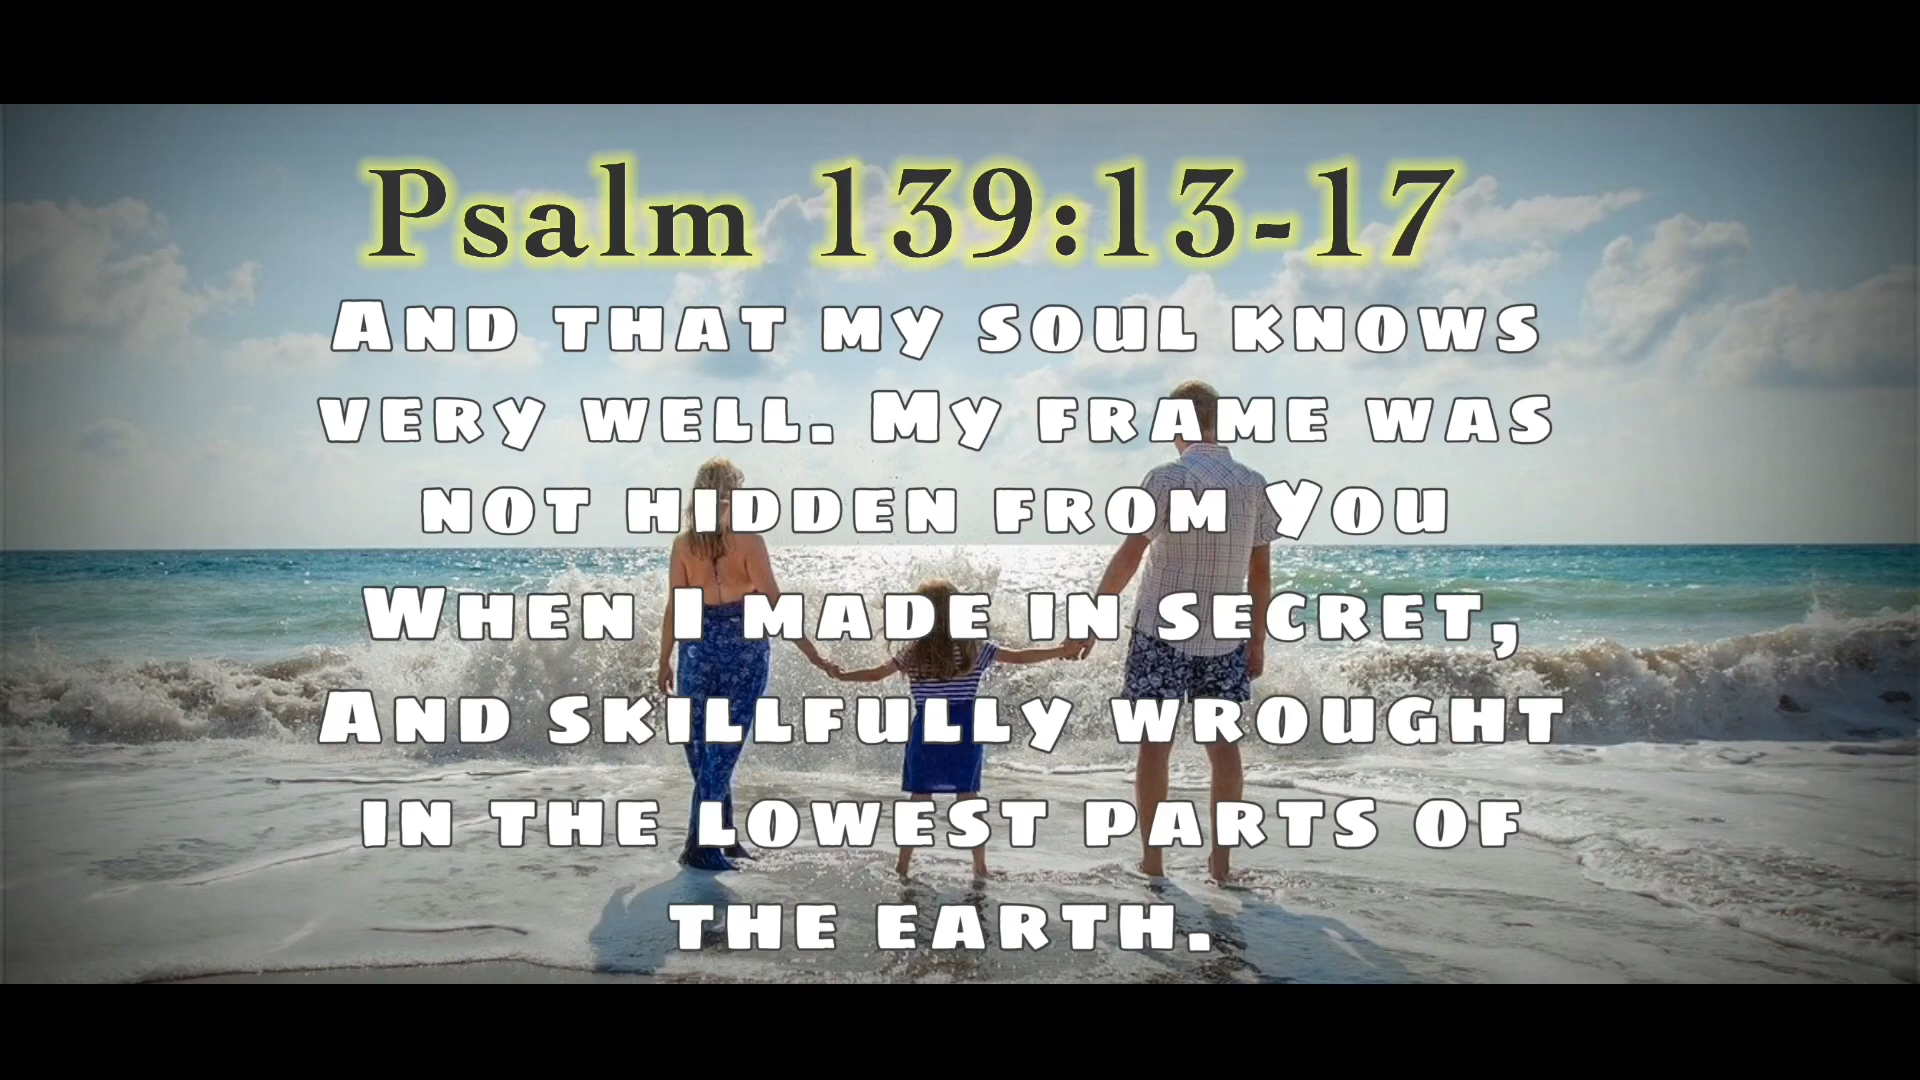 Psalm 139:13-17
And that my soul knows
very well. My frame was
not hidden from You
When I made in secret,
And skillfully wrought
in the lowest parts of
the earth.